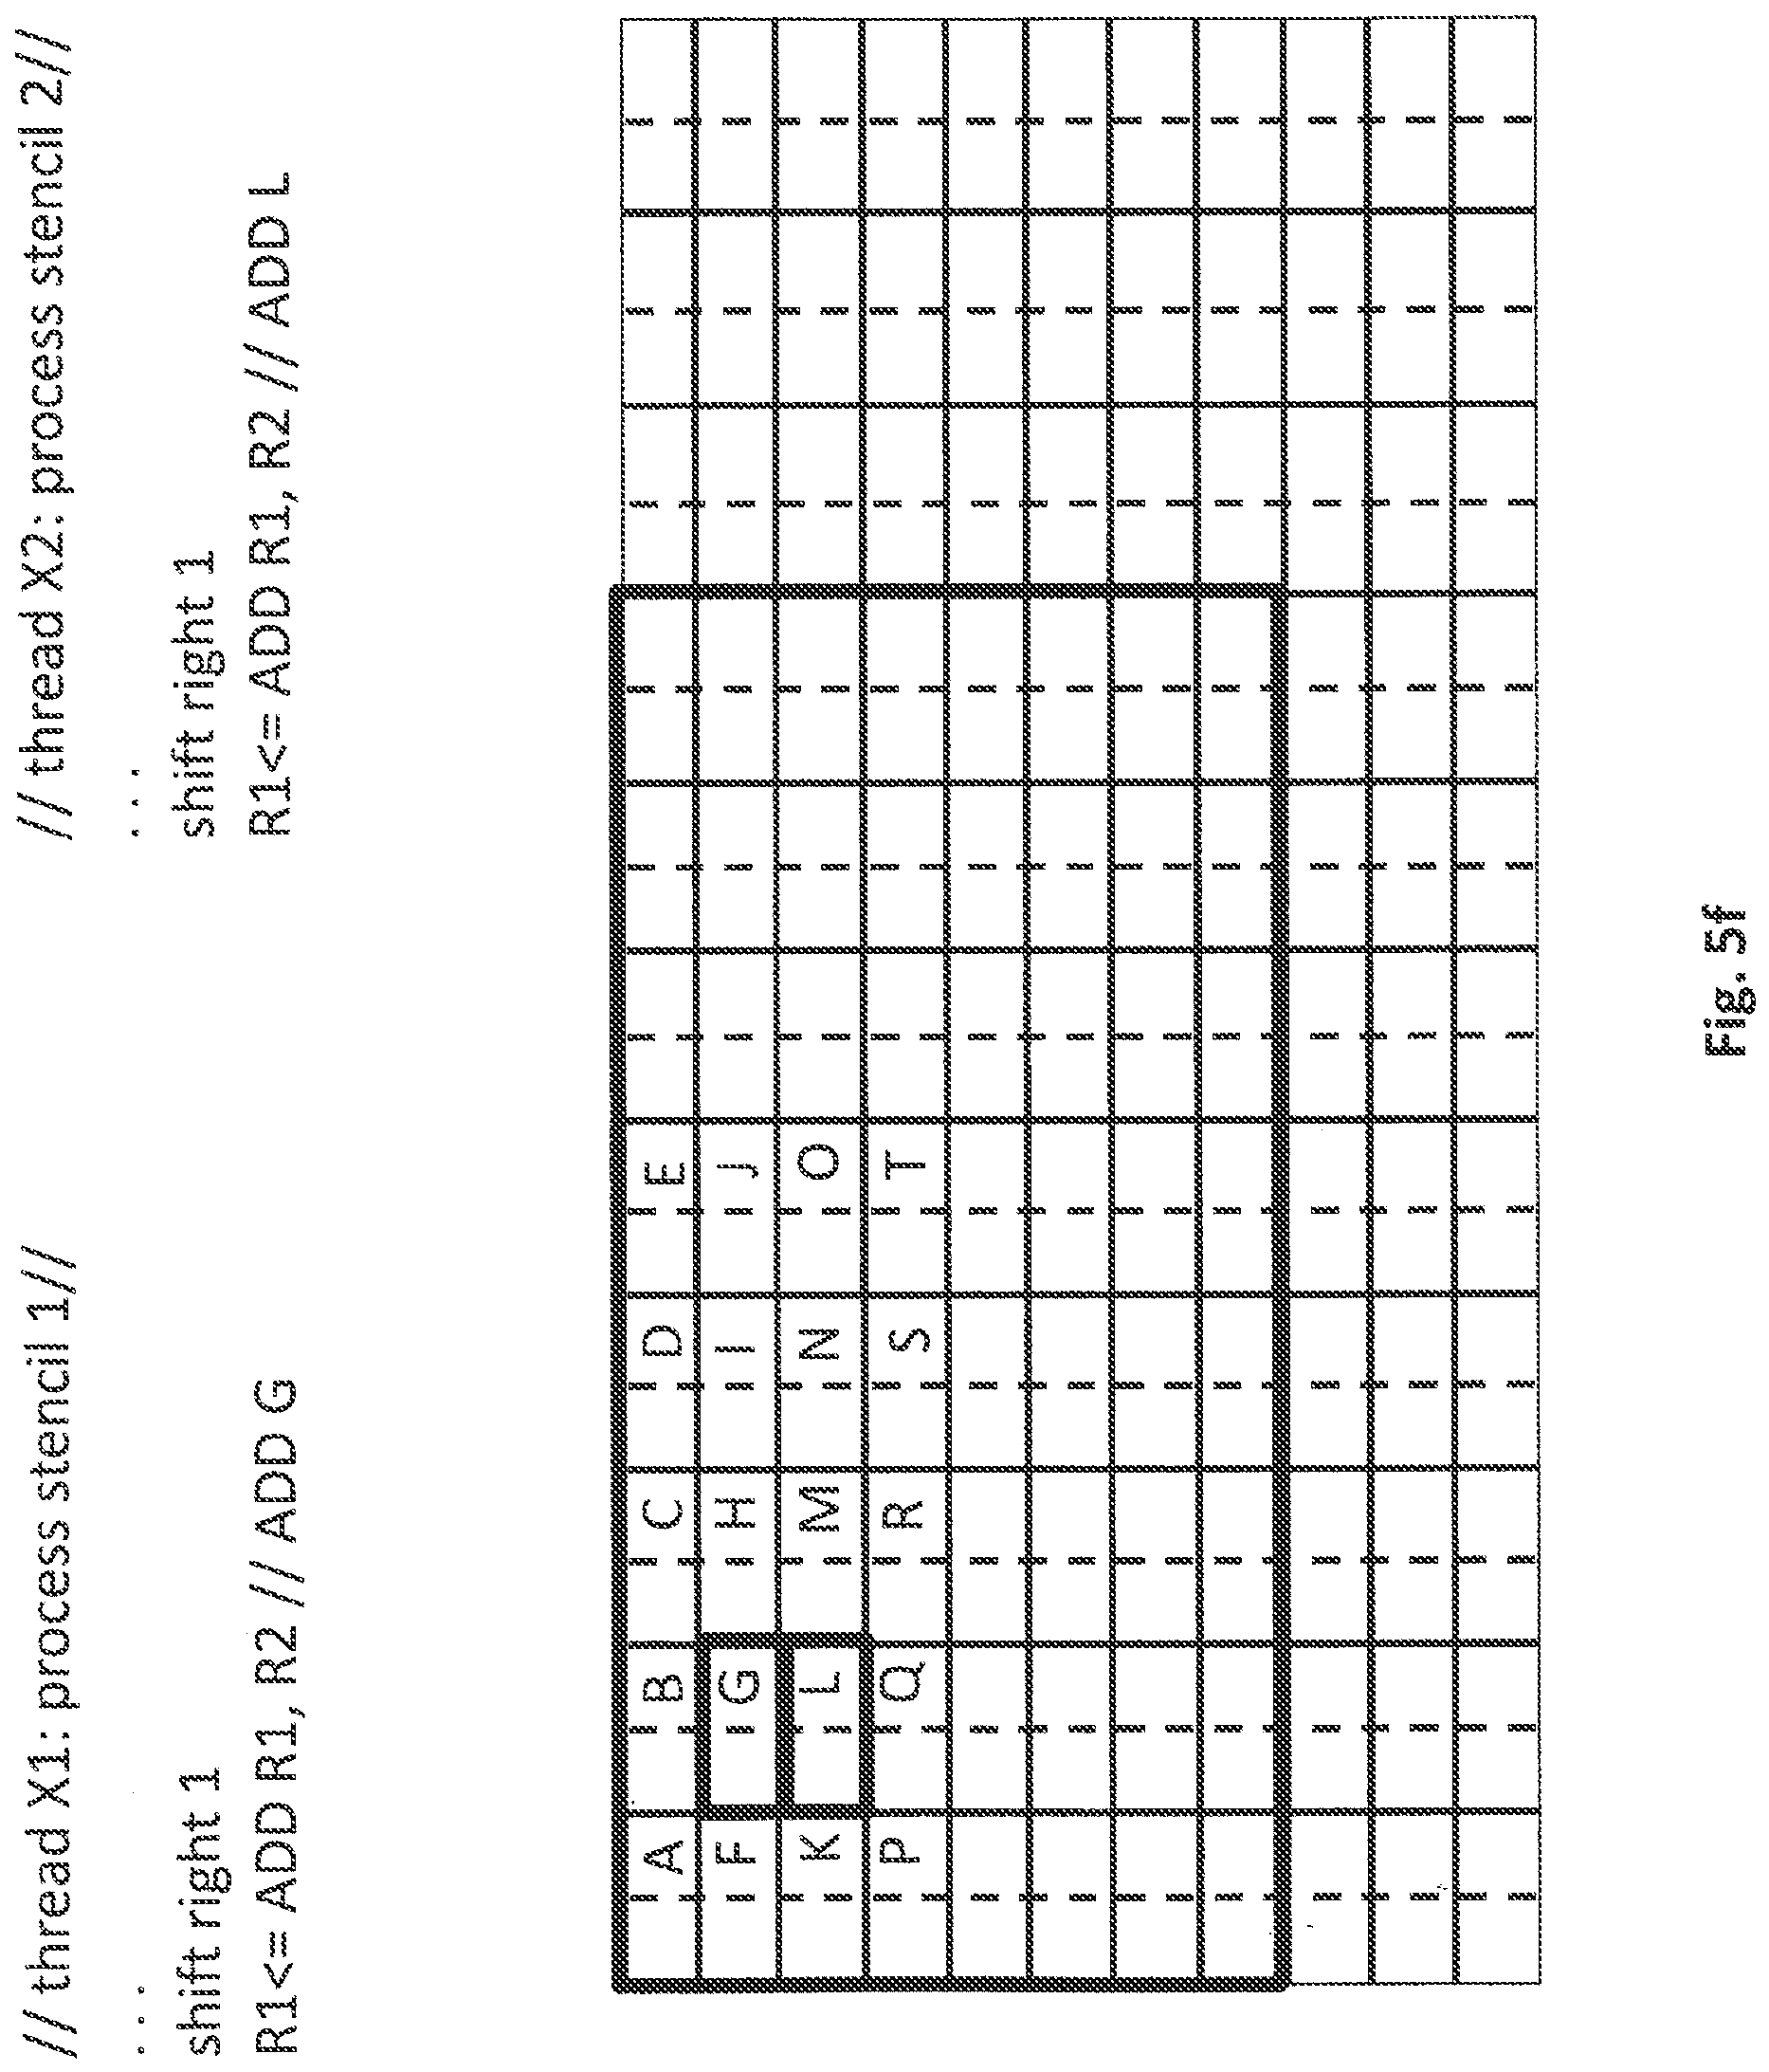 // thread X1: process stencil 1//
. . .
shift right 1
R1<= ADD R1, R2 // ADD G
// thread X2: process stencil 2//
. . .
shift right 1
R1<= ADD R1, R2 // ADD L
A B C D E
F G H I J
K L M N O
P Q R S T
Fig. 5f